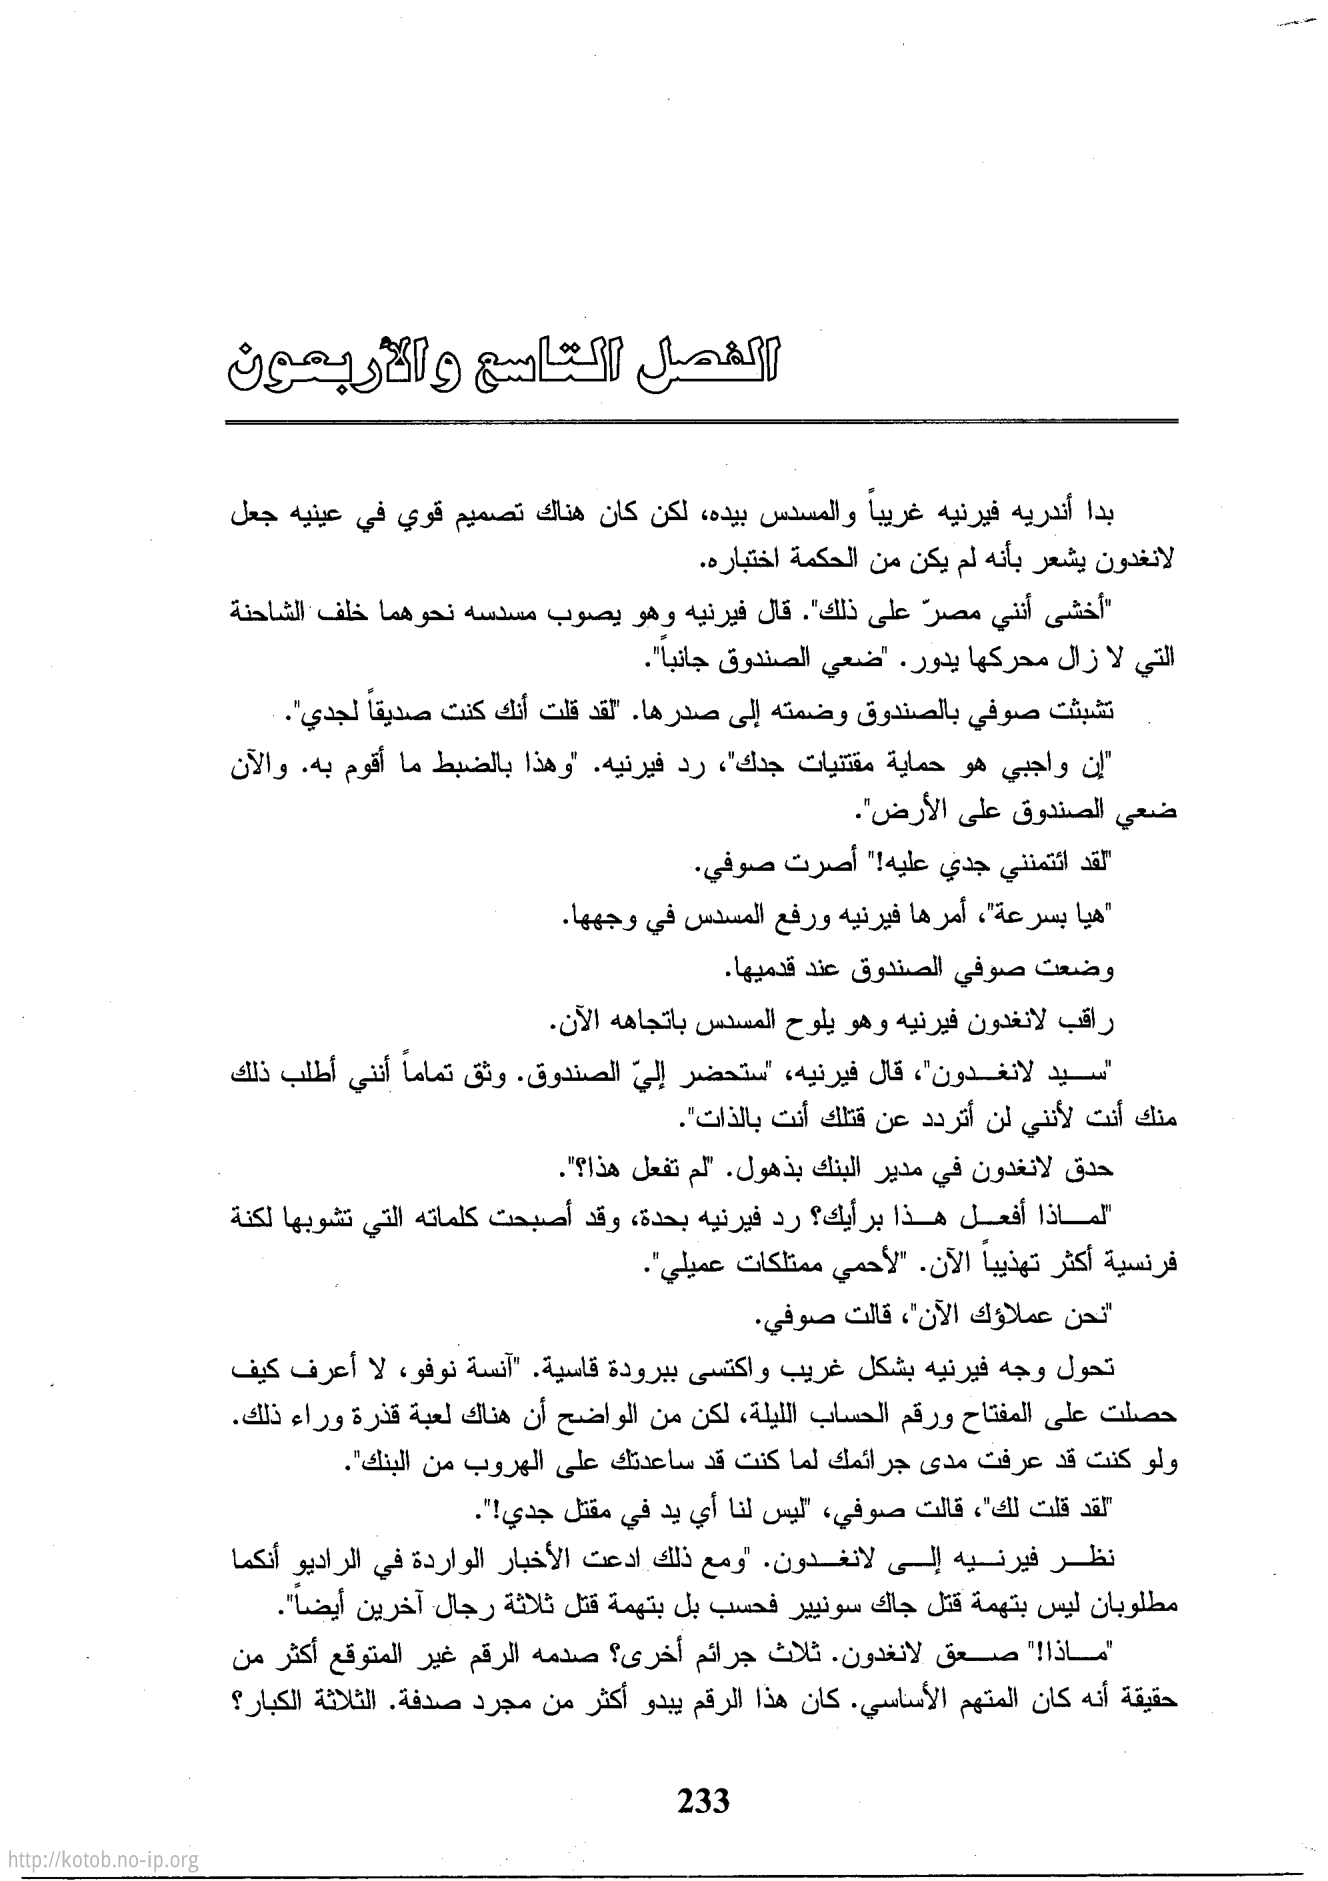 الفصل التاسع والأربعون
بدا أندريه فيرنيه غريباً والمسدس بيده، لكن كان هناك تصميم قوي في عينيه جعل
لانغدون يشعر بأنه لم يكن من الحكمة اختباره.
"أخشى أنني مصرّ على ذلك". قال فيرنيه وهو يصوب مسدسه نحوهما خلف الشاحنة
التي لا زال محركها يدور. "ضعي الصندوق جانباً".
تشبثت صوفي بالصندوق وضمته إلى صدرها. "لقد قلت أنك كنت صديقاً لجدي".
"إن واجبي هو حماية مقتنيات جدك"، رد فيرنيه. "وهذا بالضبط ما أقوم به. والآن
ضعي الصندوق على الأرض".
"لقد ائتمنني جدي عليه!" أصرت صوفي.
"هيا بسرعة"، أمرها فيرنيه ورفع المسدس في وجهها.
وضعت صوفي الصندوق عند قدميها.
راقب لانغدون فيرنيه وهو يلوح المسدس باتجاهه الآن.
"سيد لانغدون"، قال فيرنيه، "ستحضر إليّ الصندوق. وثق تماماً أنني أطلب ذلك
منك أنت لأنني لن أتردد عن قتلك أنت بالذات".
حدق لانغدون في مدير البنك بذهول. "لم تفعل هذا؟".
"لماذا أفعل هذا برأيك؟ رد فيرنيه بحدة، وقد أصبحت كلماته التي تشوبها لكنة
فرنسية أكثر تهذيباً الآن. "لأحمي ممتلكات عميلي".
"نحن عملاؤك الآن"، قالت صوفي.
تحول وجه فيرنيه بشكل غريب واكتسى ببرودة قاسية. "آنسة نوفو، لا أعرف كيف
حصلت على المفتاح ورقم الحساب الليلة، لكن من الواضح أن هناك لعبة قذرة وراء ذلك.
ولو كنت قد عرفت مدى جرائمك لما كنت قد ساعدتك على الهروب من البنك".
"لقد قلت لك"، قالت صوفي، "ليس لنا أي يد في مقتل جدي!".
نظر فيرنيه إلى لانغدون. "ومع ذلك ادعت الأخبار الواردة في الراديو أنكما
مطلوبان ليس بتهمة قتل جاك سونيير فحسب بل بتهمة قتل ثلاثة رجال آخرين أيضاً".
"ماذا!" صعق لانغدون. ثلاث جرائم أخرى؟ صدمه الرقم غير المتوقع أكثر من
حقيقة أنه كان المتهم الأساسي. كان هذا الرقم يبدو أكثر من مجرد صدفة. الثلاثة الكبار؟
233
http://kotob.no-ip.org